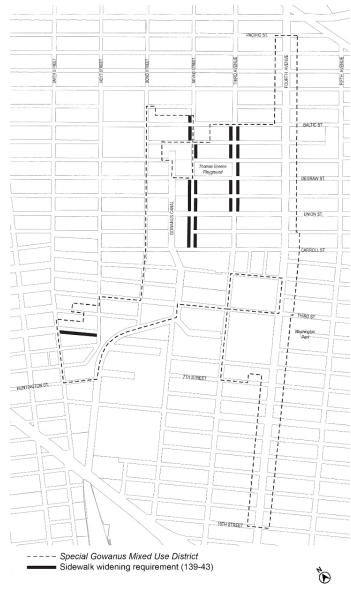 PACIFIC ST.
SMITH STREET
HOYT STREET
BOND STREET
NEVINS STREET
THIRD AVENUE
FOURTH AVENUE
FIFTH AVENUE
BALTIC ST.
Thomas Greene
Playground
DEGRAW ST.
GOWANUS CANAL
UNION ST.
CARROLL ST.
THIRD ST.
Washington
Park
HUNTINGTON ST.
7TH STREET
15TH STREET
Special Gowanus Mixed Use District
Sidewalk widening requirement (139-43)